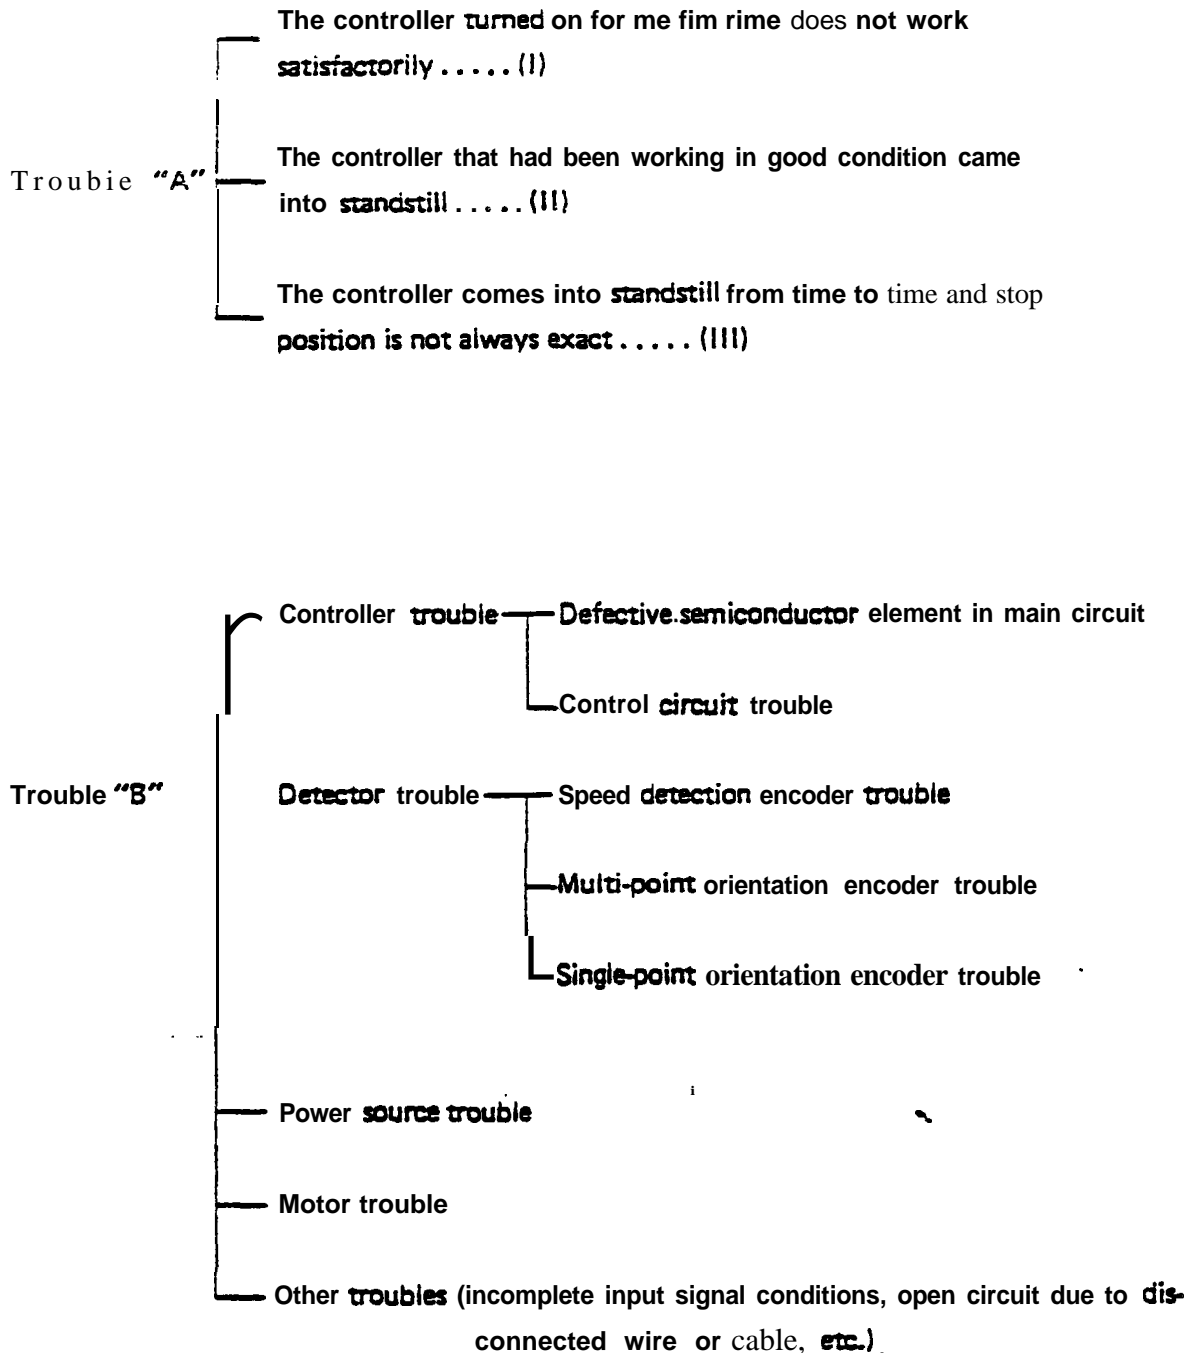 The controller turned on for me fim rime does not work
satisfactorily . . . . . (I)
The controller that had been working in good condition came
Troubie "A"
into standstill . . . . . (II)
The controller comes into standstill from time to time and stop
position is not always exact . . . . . (III)
Controller trouble Defective.semiconductor element in main circuit
Control circuit trouble
Trouble "B" Detector trouble Speed detection encoder trouble
Multi-point orientation encoder trouble
Single-point orientation encoder trouble
i
Power source trouble
Motor trouble
Other troubles (incomplete input signal conditions, open circuit due to dis-
connected wire or cable, etc.)